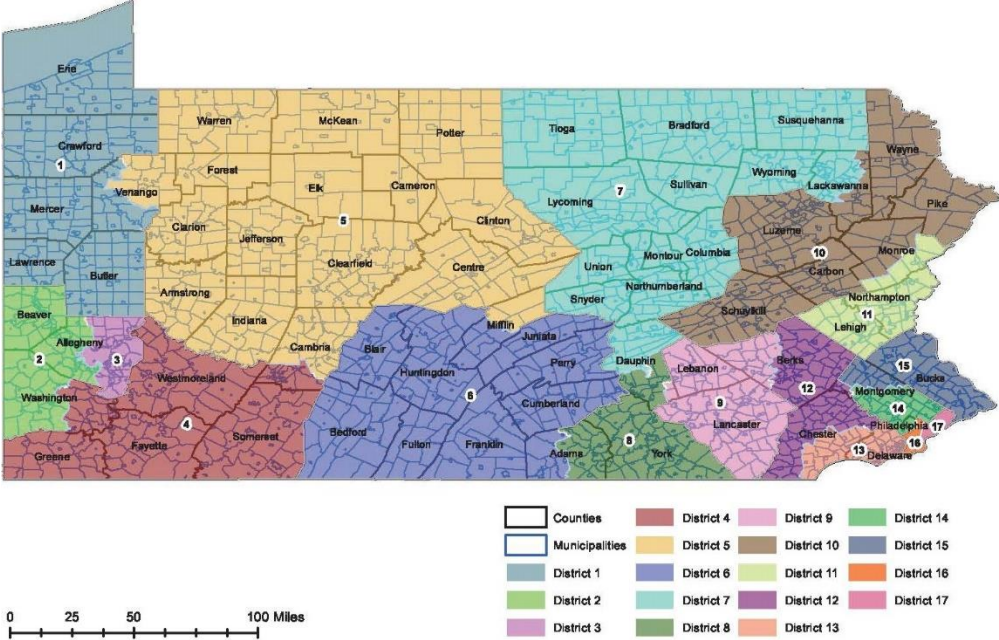 Erie
Warren
McKean
Potter
Tioga
Bradford
Susquehanna
Crawford
Wayne
1
Forest
Venango
Elk
Cameron
Wyoming
Lackawanna
Sullivan
7
Mercer
Lycoming
Pike
5
Clinton
Clarion
Jefferson
Luzerne
Lawrence
Butler
Clearfield
Centre
Union
Montour
Columbia
10
Monroe
Carbon
Armstrong
Snyder
Northumberland
Northampton
Beaver
Indiana
Mifflin
Schuylkill
11
Lehigh
Allegheny
Cambria
Blair
Juniata
2
3
Westmoreland
Huntingdon
Perry
Dauphin
Lebanon
Berks
15
Bucks
Washington
6
Cumberland
12
Montgomery
9
14
4
Lancaster
Philadelphia
17
Bedford
Fulton
Franklin
8
Chester
16
Greene
Fayette
Somerset
Adams
York
13
Delaware
Counties
Municipalities
District 1
District 2
District 3
District 4
District 5
District 6
District 7
District 8
District 9
District 10
District 11
District 12
District 13
District 14
District 15
District 16
District 17
0 25 50 100 Miles